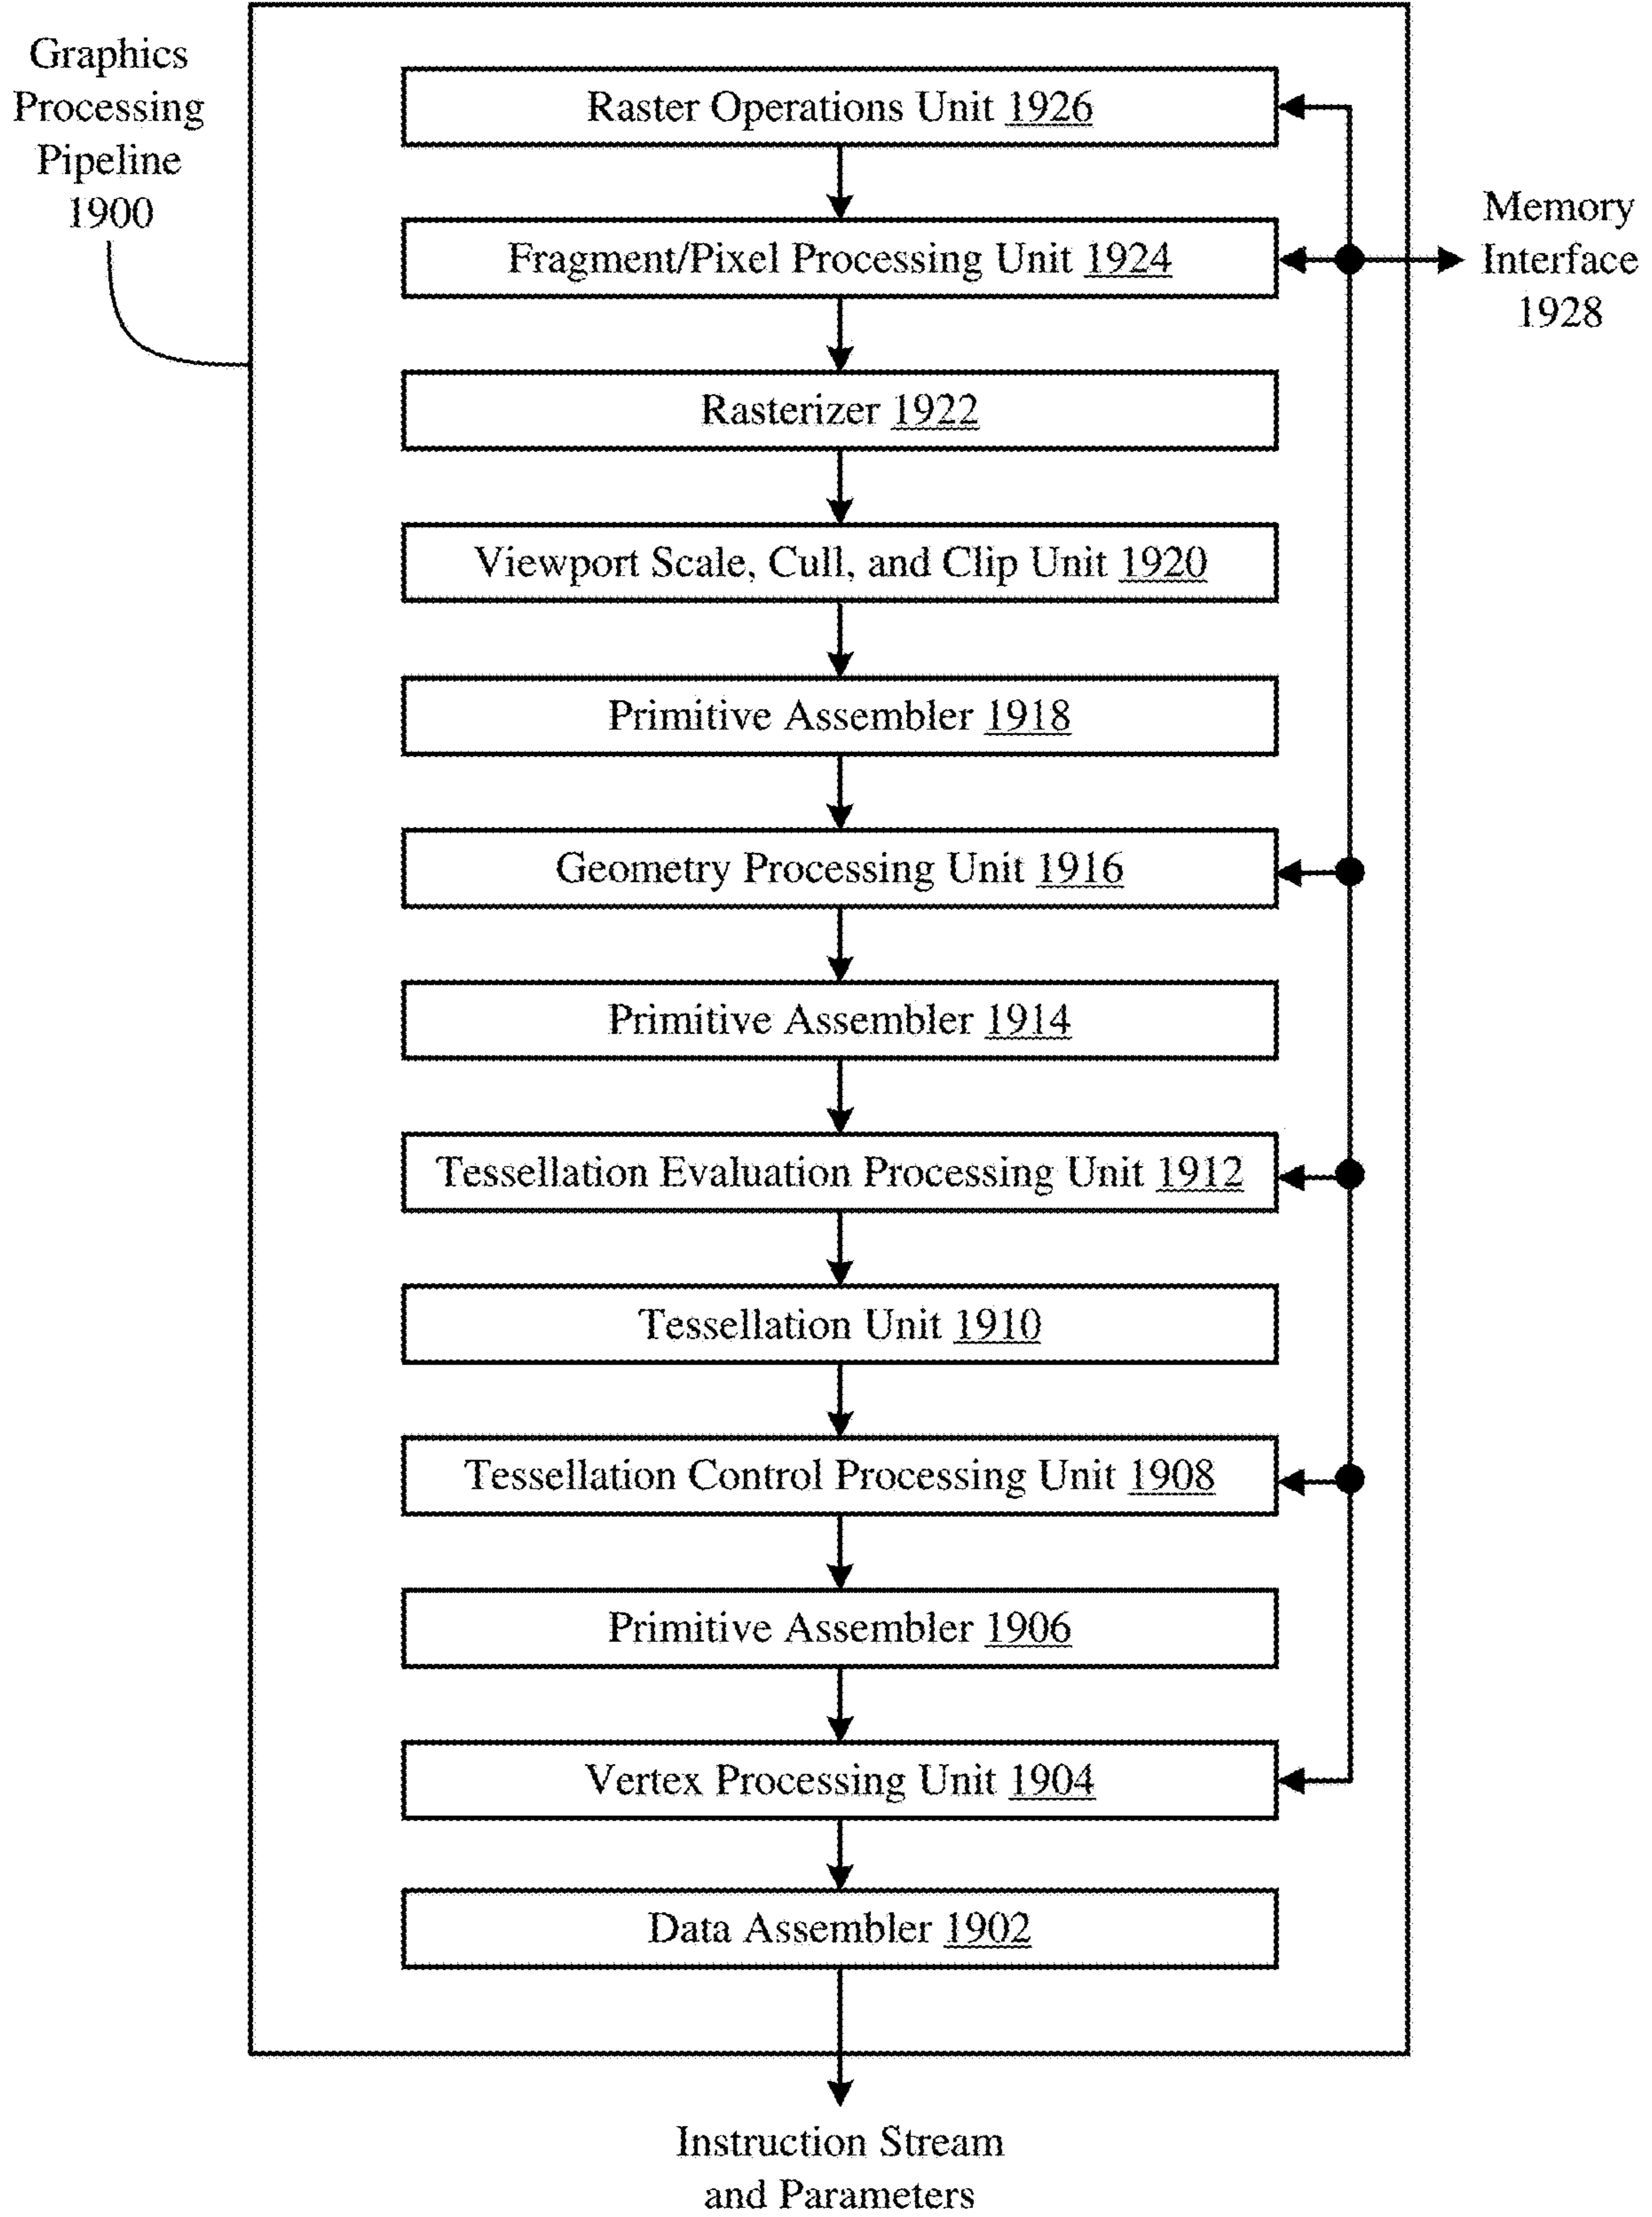 Graphics
Processing
Pipeline
1900
Raster Operations Unit 1926
Fragment/Pixel Processing Unit 1924
Memory
Interface
1928
Rasterizer 1922
Viewport Scale, Cull, and Clip Unit 1920
Primitive Assembler 1918
Geometry Processing Unit 1916
Primitive Assembler 1914
Tessellation Evaluation Processing Unit 1912
Tessellation Unit 1910
Tessellation Control Processing Unit 1908
Primitive Assembler 1906
Vertex Processing Unit 1904
Data Assembler 1902
Instruction Stream
and Parameters